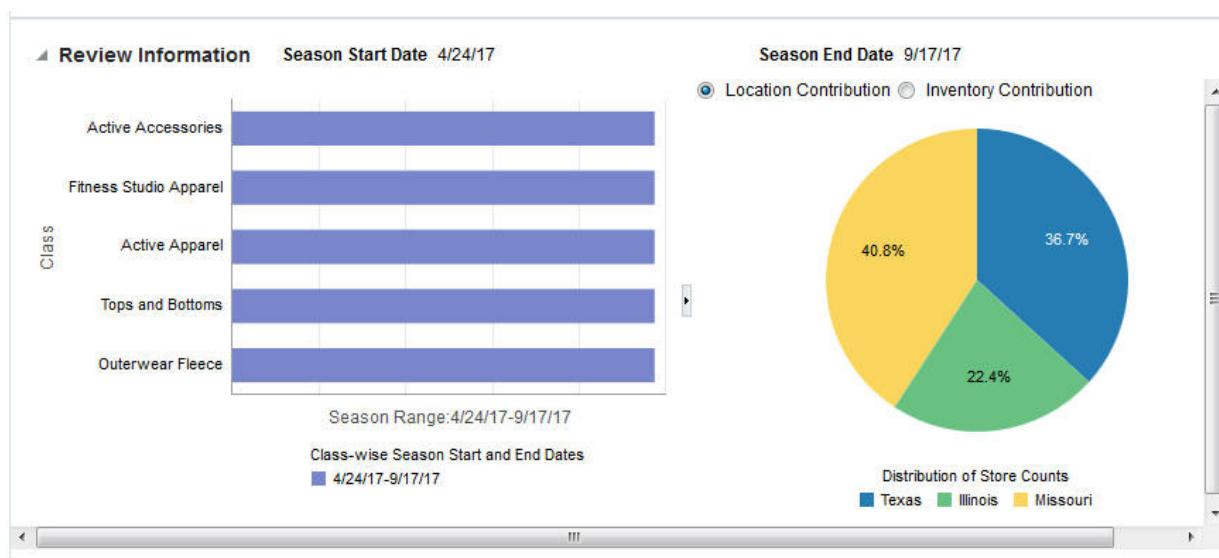 Review Information Season Start Date 4/24/17 Season End Date 9/17/17
Location Contribution Inventory Contribution
Class
Active Accessories
Fitness Studio Apparel
Active Apparel
Tops and Bottoms
Outerwear Fleece
Season Range:4/24/17-9/17/17
Class-wise Season Start and End Dates
4/24/17-9/17/17
36.7%
40.8%
22.4%
Distribution of Store Counts
Texas Illinois Missouri